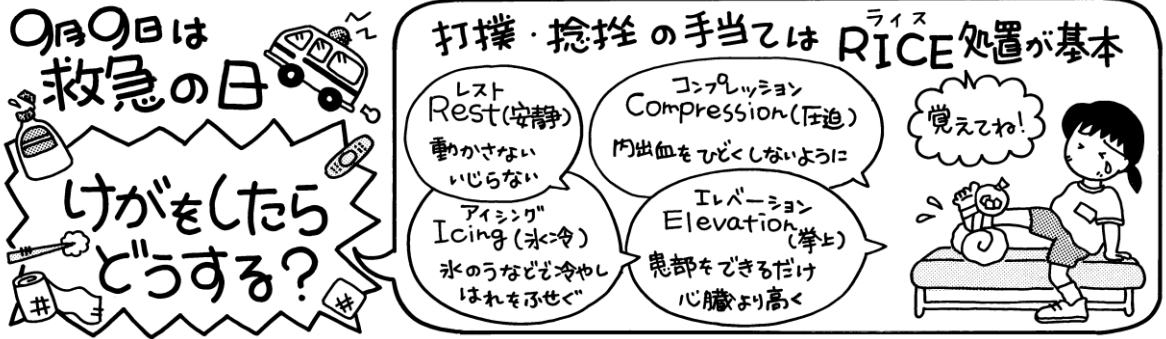 9月9日は
救急の日
けがをしたら
どうする?
打撲・捻挫の手当ては RICE処置が基本
ライス
レスト
Rest(安静)
動かさない
いじらない
アイシング
Icing(氷冷)
氷のうなどで冷やし
はれをふせぐ
コンプレッション
Compression(圧迫)
内出血をひどくしないように
エレベーション
Elevation
(挙上)
患部をできるだけ
心臓より高く
覚えてね!